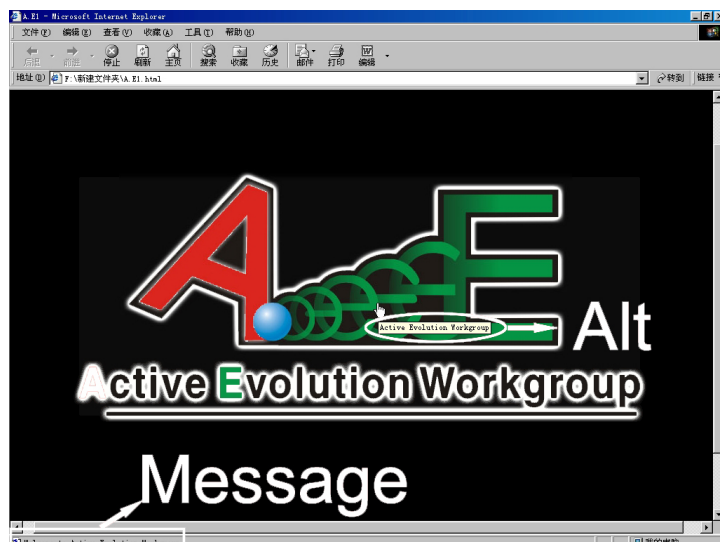 A.E1 - Microsoft Internet Explorer
文件(F) 编辑(E) 查看(V) 收藏(A) 工具(T) 帮助(H)
后退 前进 停止 刷新 主页 搜索 收藏 历史 邮件 打印 编辑
地址(D) F:\新建文件夹\A.E1.html 转到 链接
AE
Active Evolution Workgroup
Alt
Active Evolution Workgroup
Message